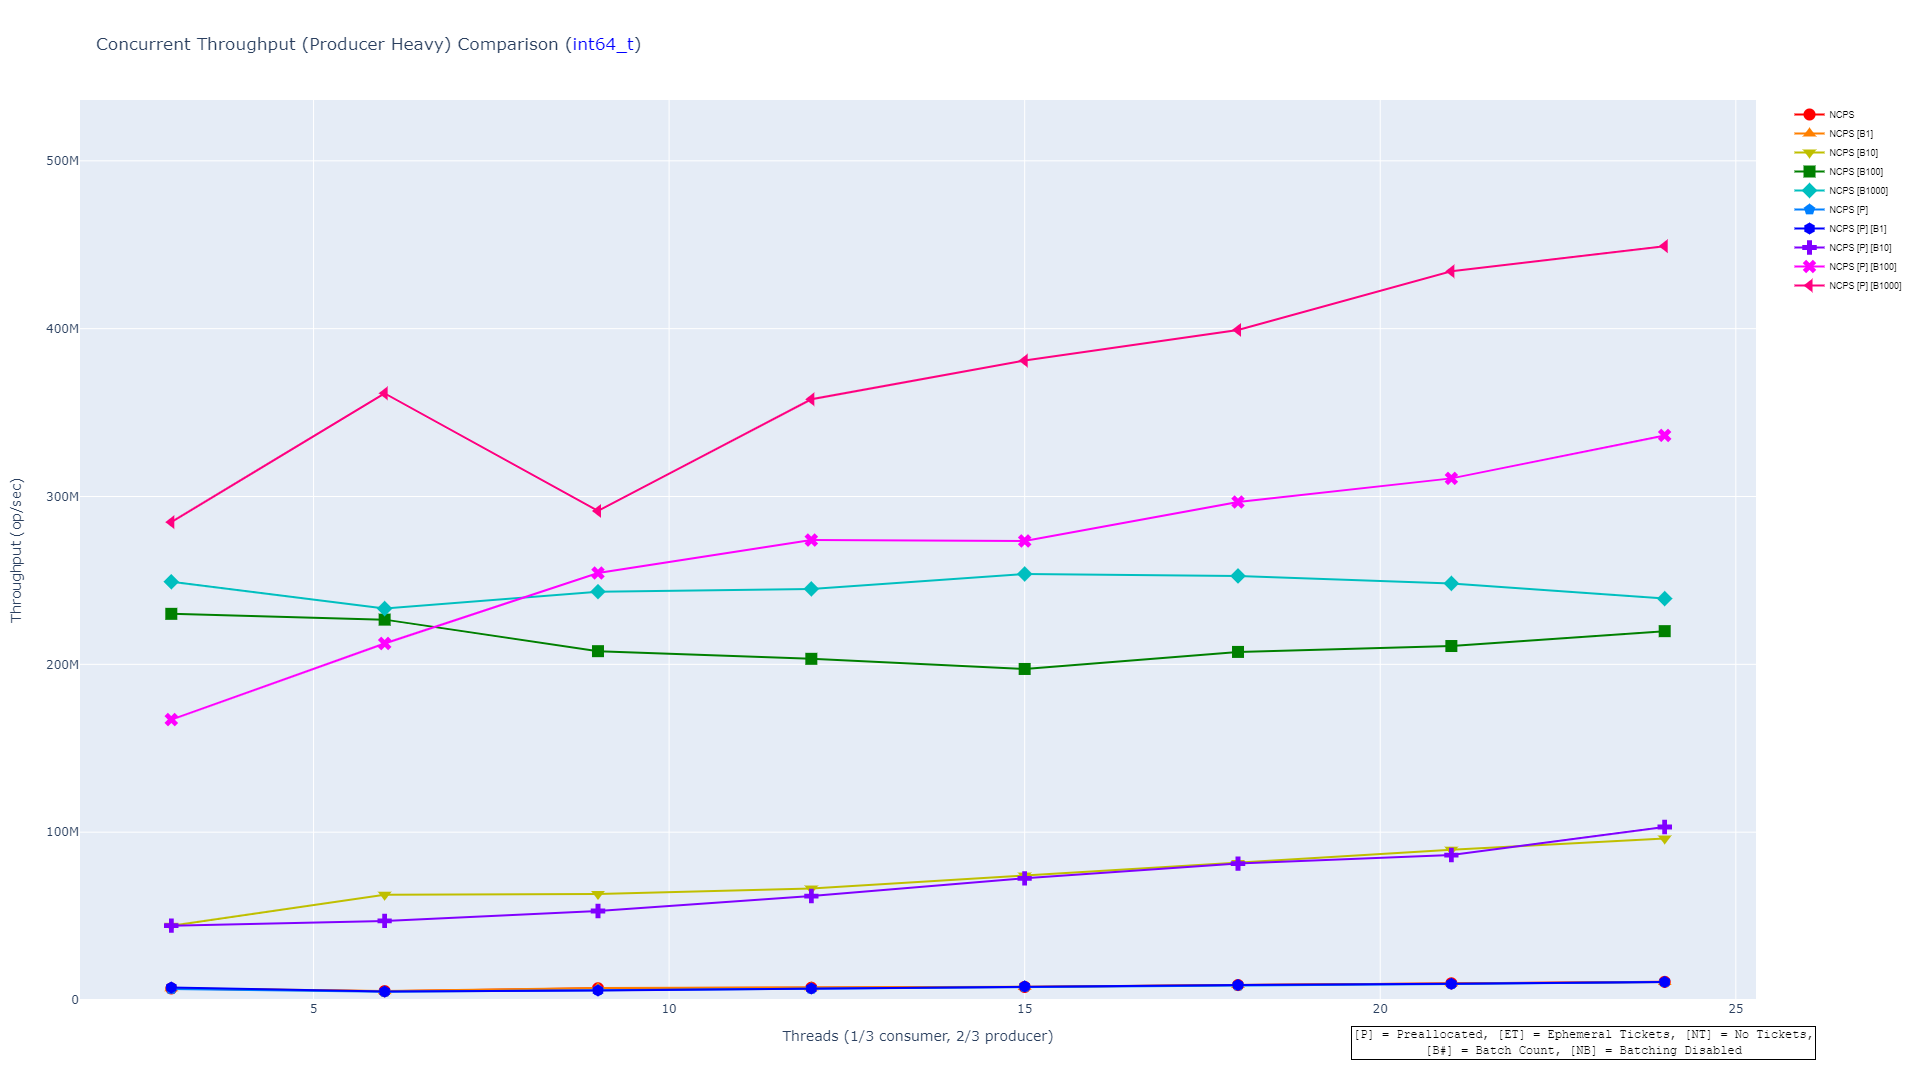 Concurrent Throughput (Producer Heavy) Comparison (int64_t)
NCPS
NCPS [B1]
NCPS [B10]
NCPS [B100]
NCPS [B1000]
NCPS [P]
NCPS [P] [B1]
NCPS [P] [B10]
NCPS [P] [B100]
NCPS [P] [B1000]
Throughput (op/sec)
500M
400M
300M
200M
100M
0
5
10
15
20
25
Threads (1/3 consumer, 2/3 producer)
[P] = Preallocated, [ET] = Ephemeral Tickets, [NT] = No Tickets,
[B#] = Batch Count, [NB] = Batching Disabled